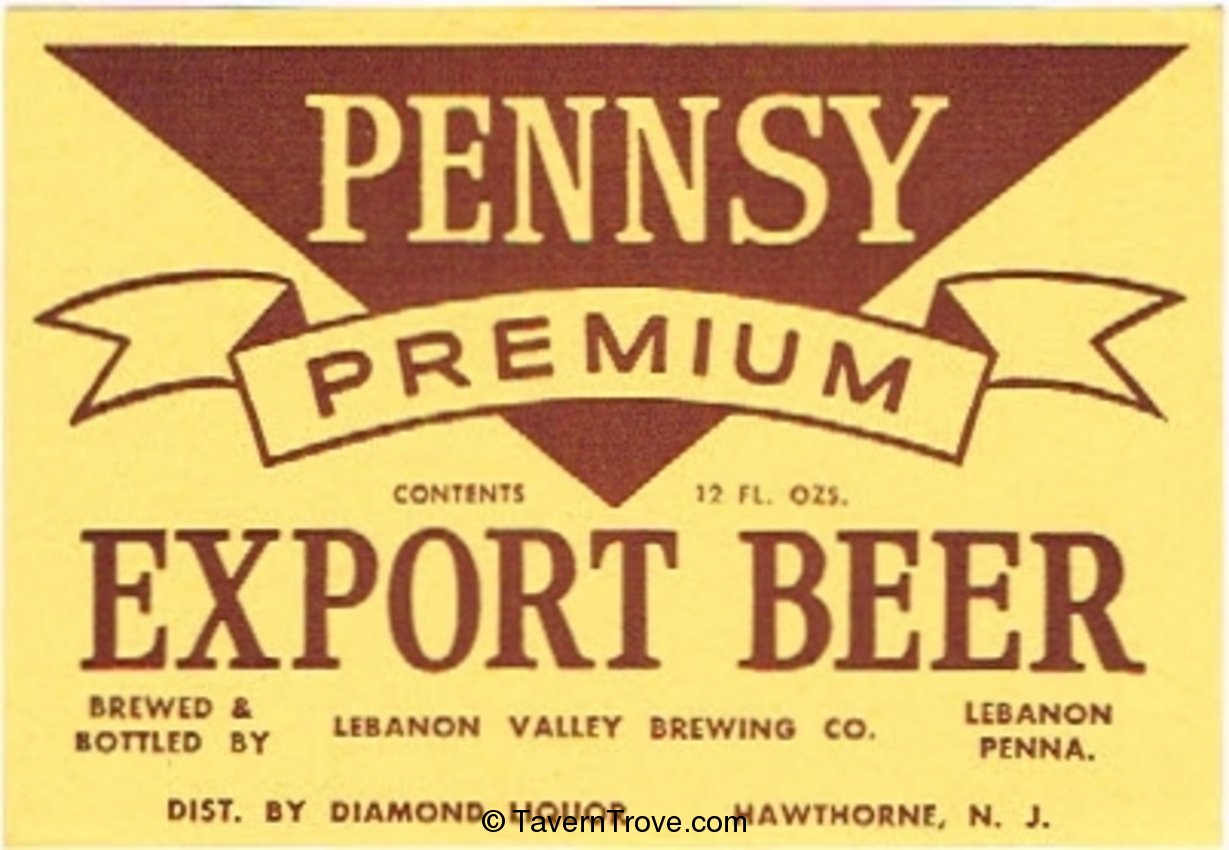 PENNSY
PREMIUM
CONTENTS 12 FL. OZS.
EXPORT BEER
BREWED &
BOTTLED BY
LEBANON VALLEY BREWING CO.
LEBANON
PENNA.
DIST. BY DIAMOND LIQUOR HAWTHORNE, N. J.
© TavernTrove.com